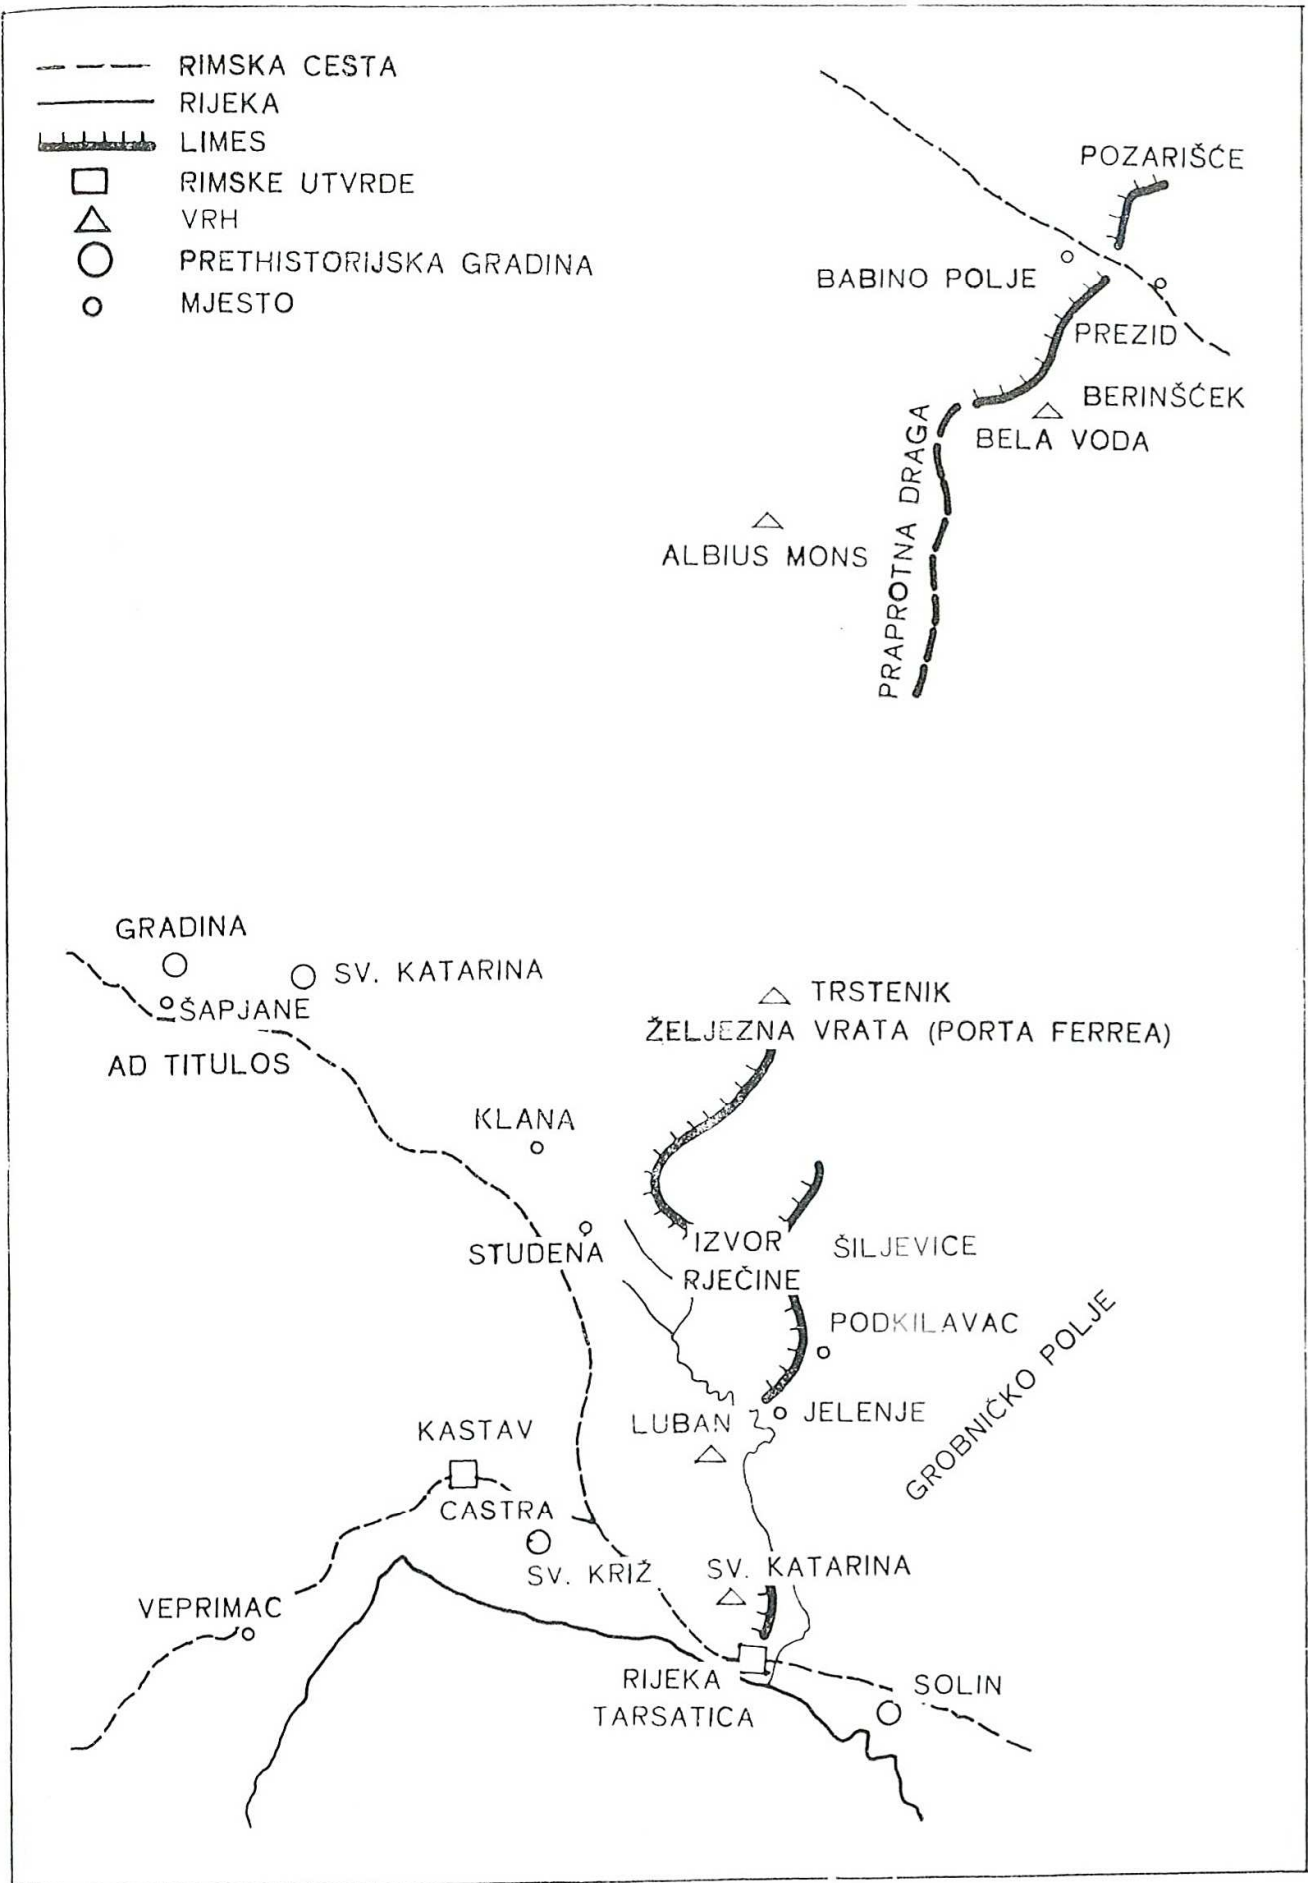 RIMSKA CESTA
RIJEKA
LIMES
RIMSKE UTVRDE
VRH
PRETHISTORIJSKA GRADINA
MJESTO
POZARIŠĆE
BABINO POLJE
PREZID
BERINŠĆEK
BELA VODA
PRAPROTNA DRAGA
ALBIUS MONS
GRADINA
SV. KATARINA
ŠAPJANE
AD TITULOS
TRSTENIK
ŽELJEZNA VRATA (PORTA FERREA)
KLANA
STUDENA
IZVOR
RJEČINE
ŠILJEVICE
PODKILAVAC
GROBNIČKO POLJE
LUBAN
JELENJE
KASTAV
CASTRA
SV. KRIŽ
SV. KATARINA
VEPRIMAC
RIJEKA
TARSATICA
SOLIN